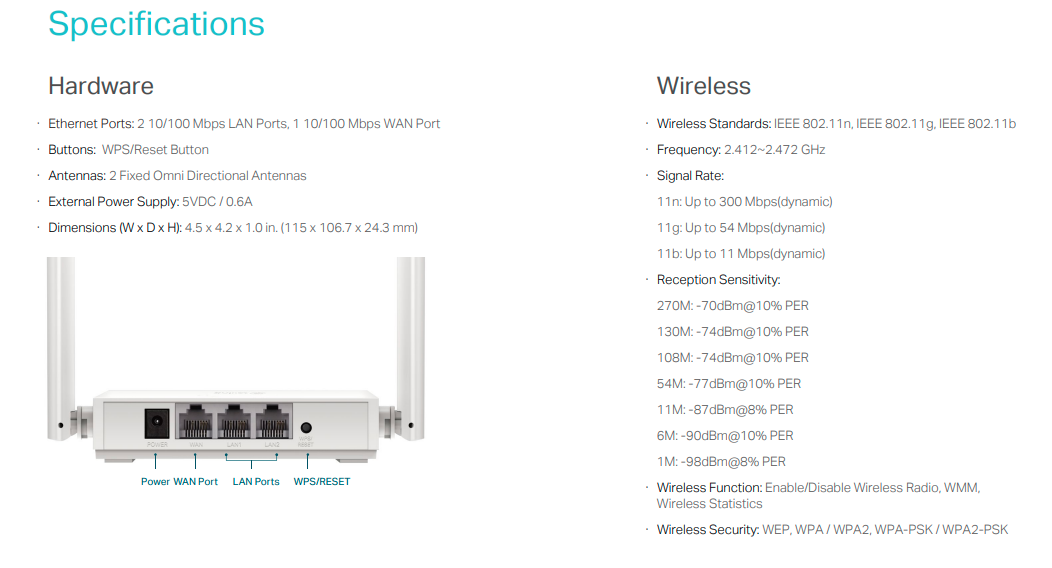 Specifications
Hardware
· Ethernet Ports: 2 10/100 Mbps LAN Ports, 1 10/100 Mbps WAN Port
· Buttons: WPS/Reset Button
· Antennas: 2 Fixed Omni Directional Antennas
· External Power Supply: 5VDC / 0.6A
· Dimensions (W x D x H): 4.5 x 4.2 x 1.0 in. (115 x 106.7 x 24.3 mm)
POWER WAN LAN1 LAN2 WPS/
RESET
Power WAN Port LAN Ports WPS/RESET
Wireless
· Wireless Standards: IEEE 802.11n, IEEE 802.11g, IEEE 802.11b
· Frequency: 2.412~2.472 GHz
· Signal Rate:
11n: Up to 300 Mbps(dynamic)
11g: Up to 54 Mbps(dynamic)
11b: Up to 11 Mbps(dynamic)
· Reception Sensitivity:
270M: -70dBm@10% PER
130M: -74dBm@10% PER
108M: -74dBm@10% PER
54M: -77dBm@10% PER
11M: -87dBm@8% PER
6M: -90dBm@10% PER
1M: -98dBm@8% PER
· Wireless Function: Enable/Disable Wireless Radio, WMM,
Wireless Statistics
· Wireless Security: WEP, WPA / WPA2, WPA-PSK / WPA2-PSK